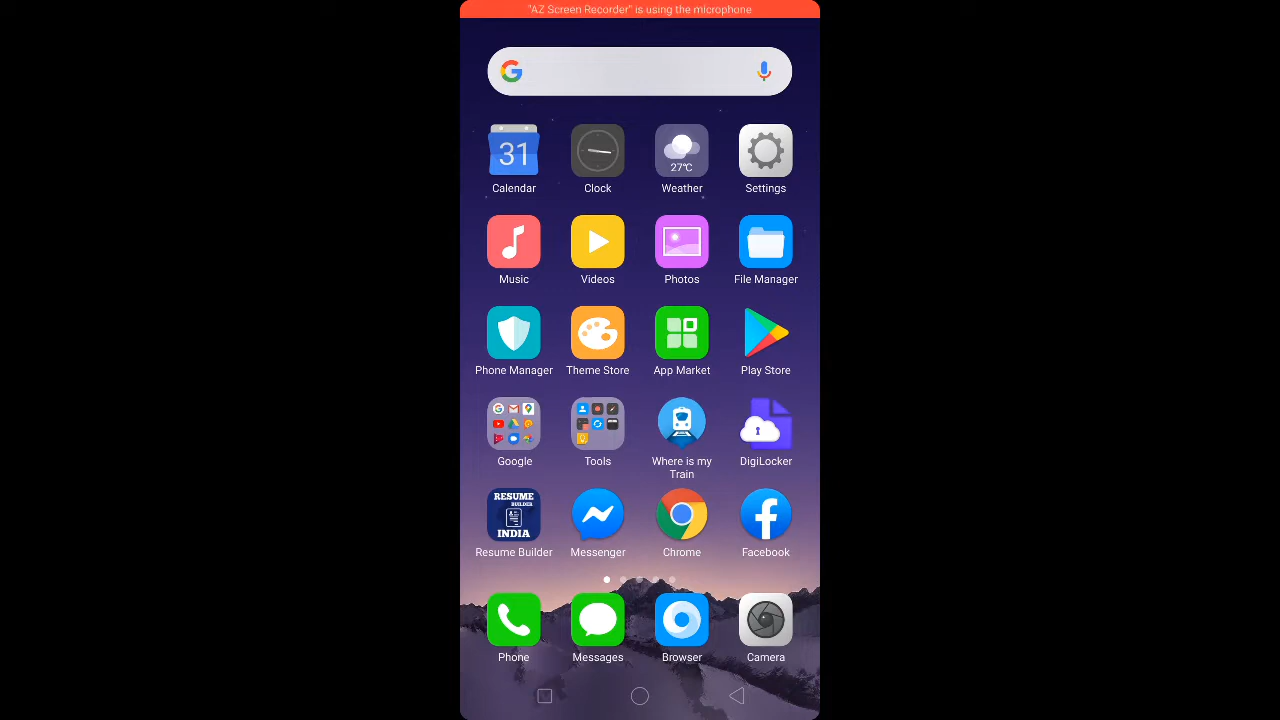 "AZ Screen Recorder" is using the microphone
31
27°C
Calendar
Clock
Weather
Settings
Music
Videos
Photos
File Manager
Phone Manager
Theme Store
App Market
Play Store
Google
Tools
Where is my
Train
DigiLocker
RESUME
BUILDER
INDIA
Resume Builder
Messenger
Chrome
Facebook
Phone
Messages
Browser
Camera